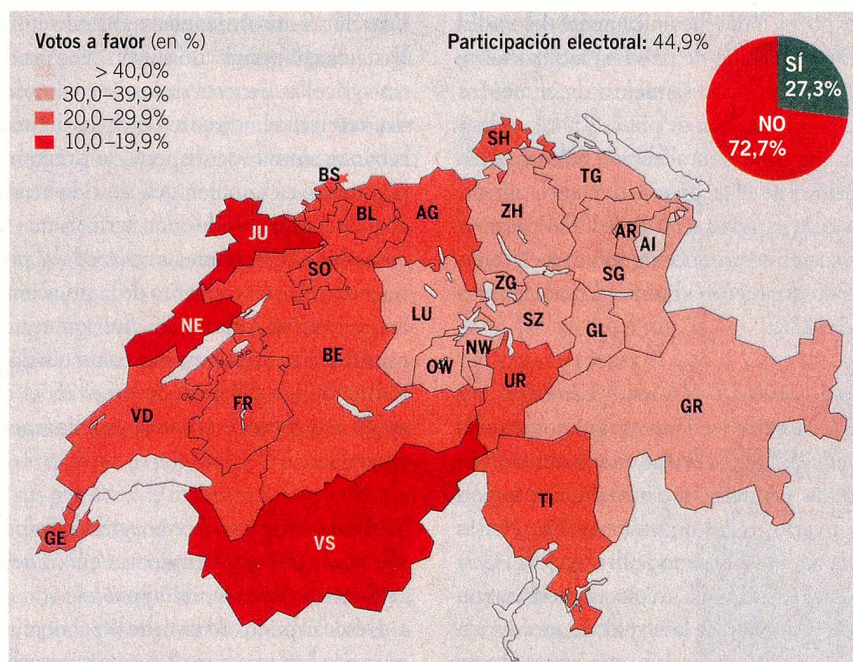 Votos a favor (en %)
> 40,0%
30,0–39,9%
20,0–29,9%
10,0–19,9%
Participación electoral: 44,9%
SÍ
27,3%
NO
72,7%
SH
BS
TG
BL
AG
ZH
JU
AR
AI
SO
SG
ZG
NE
LU
SZ
GL
NW
BE
OW
UR
GR
VD
FR
TI
GE
VS